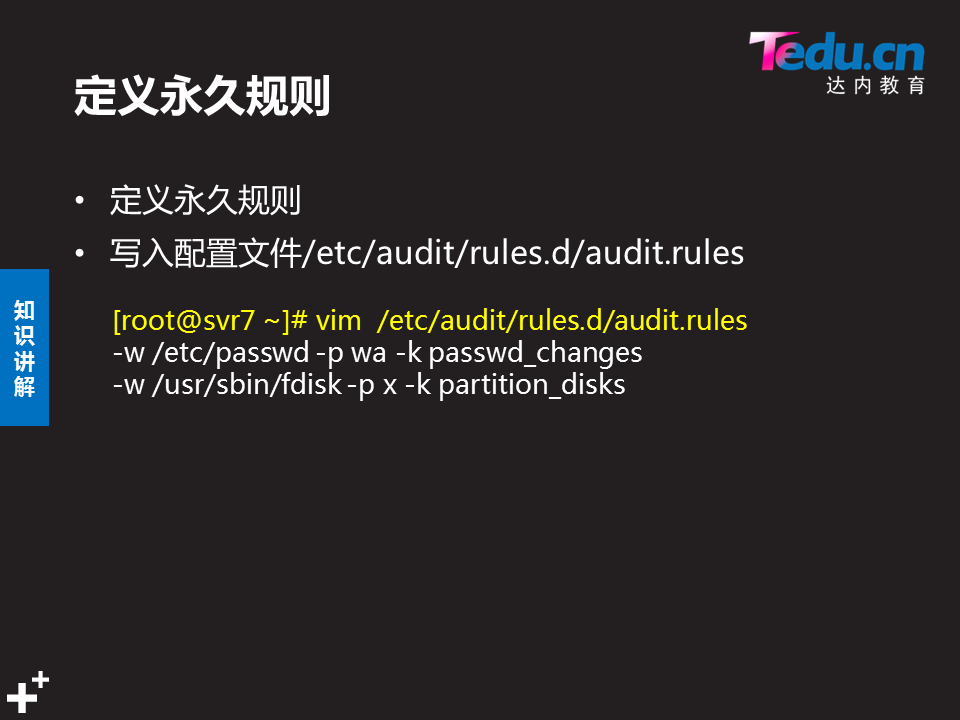 Tedu.cn
达内教育
定义永久规则
• 定义永久规则
• 写入配置文件/etc/audit/rules.d/audit.rules
知识讲解
[root@svr7 ~]# vim  /etc/audit/rules.d/audit.rules
-w /etc/passwd -p wa -k passwd_changes
-w /usr/sbin/fdisk -p x -k partition_disks